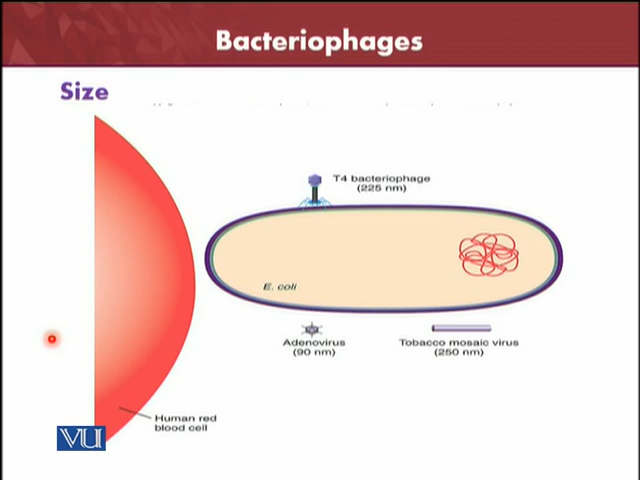 Bacteriophages
Size
T4 bacteriophage
(225 nm)
E. coli
Adenovirus
(90 nm)
Tobacco mosaic virus
(250 nm)
Human red
blood cell
VU